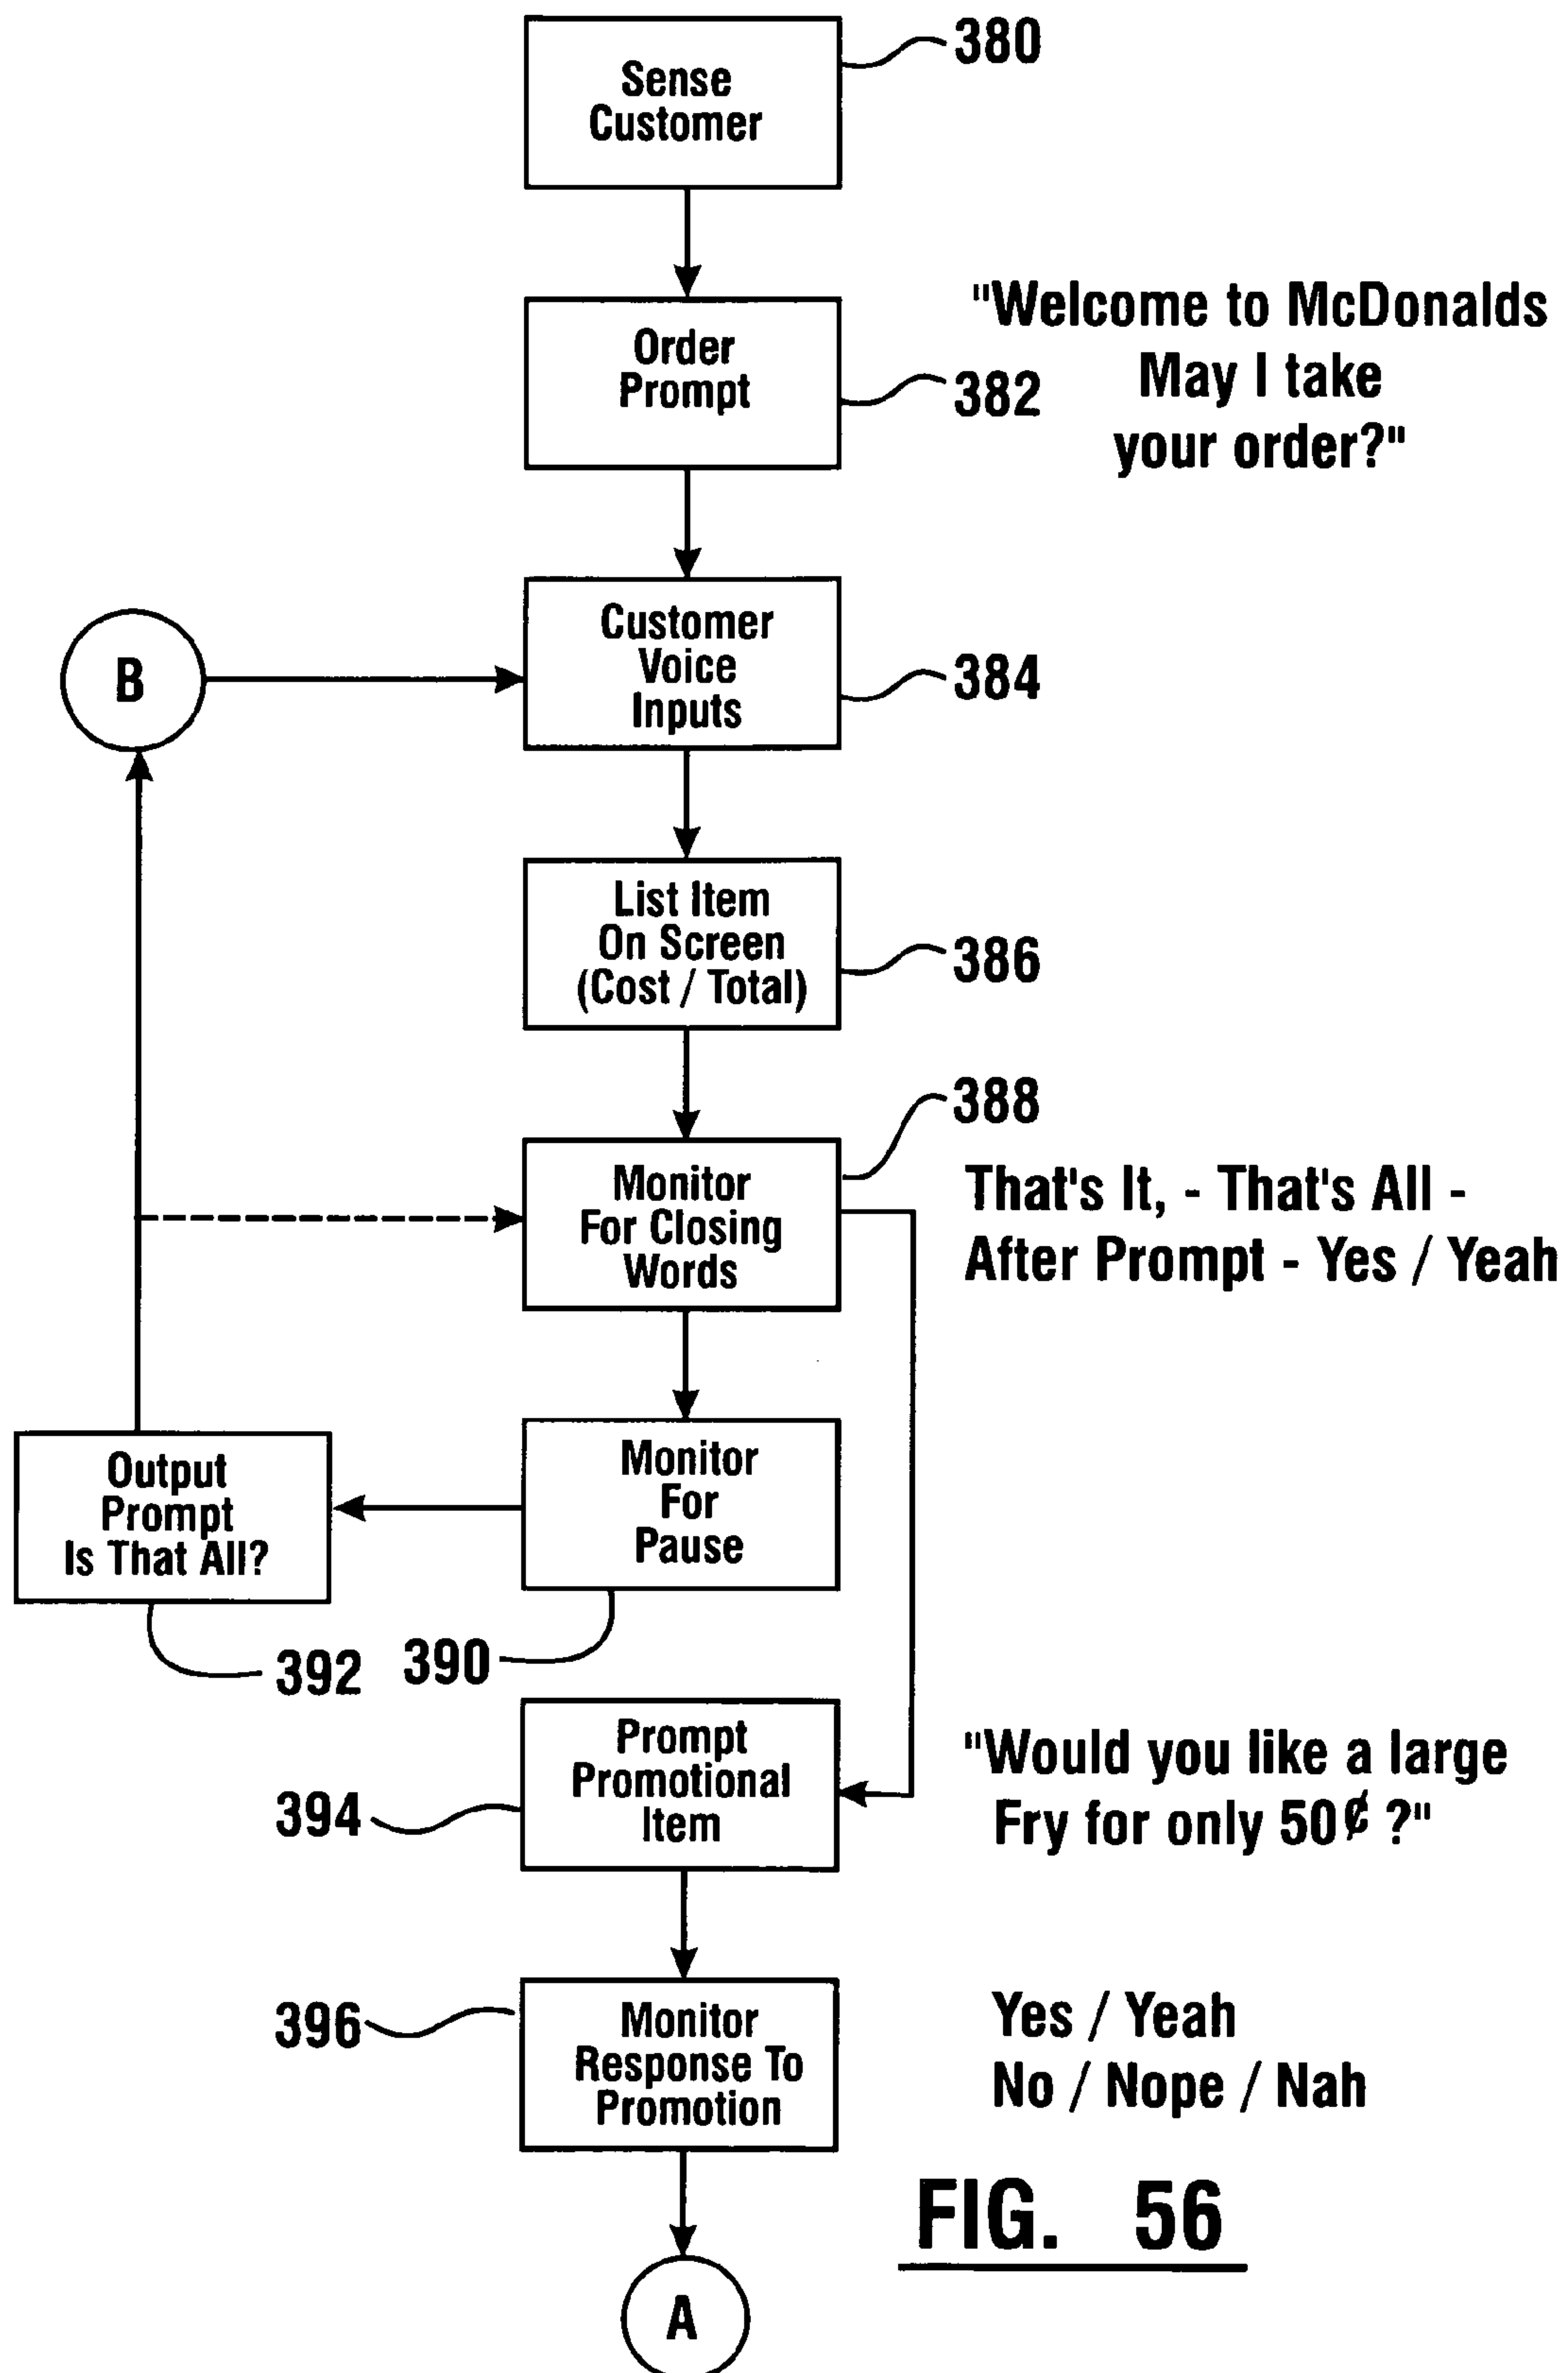 Sense
Customer
380
Order
Prompt
382
"Welcome to McDonalds
May I take
your order?"
B
Customer
Voice
Inputs
384
List Item
On Screen
(Cost / Total)
386
Monitor
For Closing
Words
388
That's It, - That's All -
After Prompt - Yes / Yeah
Output
Prompt
Is That All?
392
Monitor
For
Pause
390
Prompt
Promotional
Item
394
"Would you like a large
Fry for only 50¢ ?"
Monitor
Response To
Promotion
396
Yes / Yeah
No / Nope / Nah
FIG. 56
A